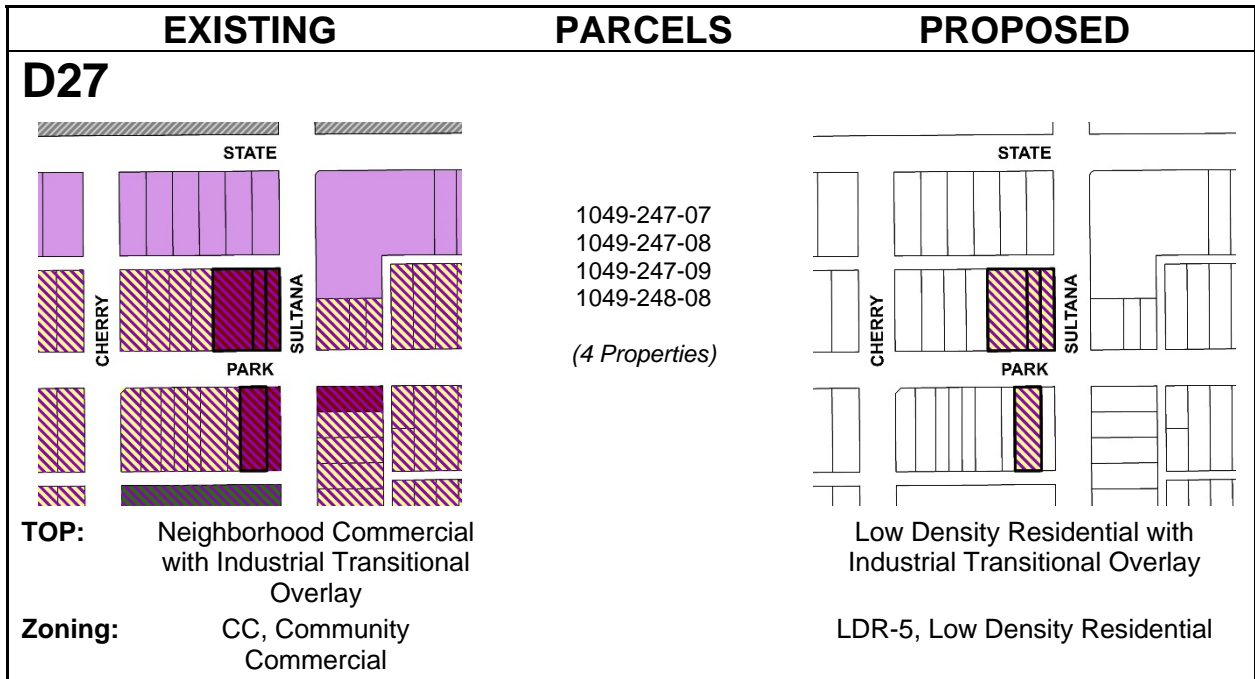 EXISTING PARCELS PROPOSED
D27
STATE
CHERRY
SULTANA
PARK
1049-247-07
1049-247-08
1049-247-09
1049-248-08
(4 Properties)
STATE
CHERRY
SULTANA
PARK
TOP: Neighborhood Commercial
with Industrial Transitional
Overlay
Low Density Residential with
Industrial Transitional Overlay
Zoning: CC, Community
Commercial
LDR-5, Low Density Residential